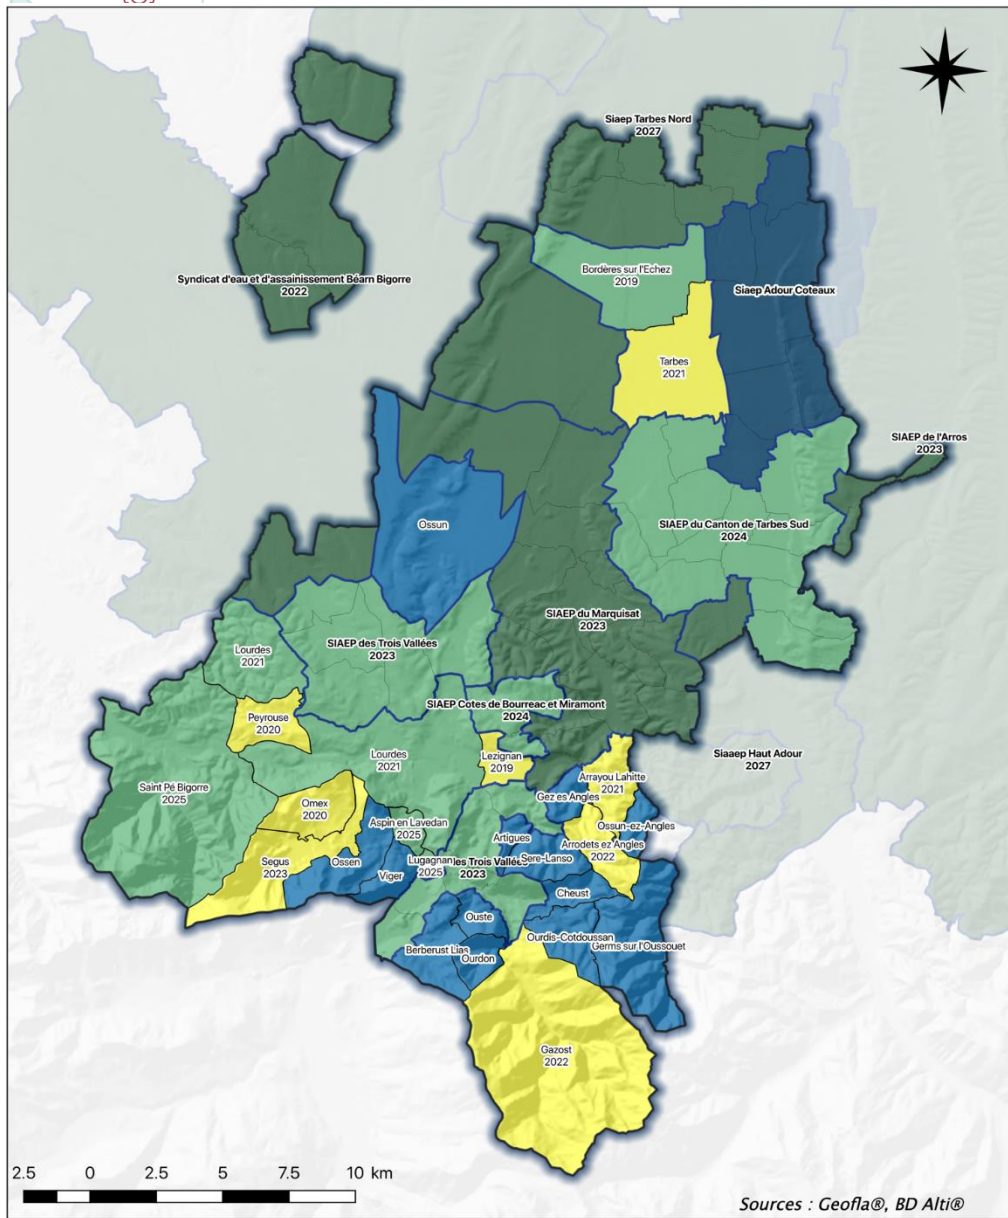 Siaep Tarbes Nord
2027
Bordères sur l'Echez
2019
Syndicat d'eau et d'assainissement Béarn Bigorre
2022
Siaep Adour Coteaux
Tarbes
2021
SIAEP de l'Arros
2023
Ossun
SIAEP du Canton de Tarbes Sud
2024
SIAEP du Marquisat
2023
SIAEP des Trois Vallées
2023
Lourdes
2021
SIAEP Cotes de Bourreac et Miramont
2024
Peyrouse
2020
Lourdes
2021
Lezignan
2019
Siaaep Haut Adour
2027
Saint Pé Bigorre
2025
Arrayou Lahitte
2021
Gez es Angles
Omex
2020
Aspin en Lavedan
2025
Ossun-ez-Angles
Artigues
Arrodets ez Angles
2022
Segus
2023
Ossen
Viger
Lugagnan
2025
les Trois Vallées
2023
Sere-Lanso
Cheust
Ouste
Ourdis-Cotdoussan
Germs sur l'Oussouet
Berberust Lias
Ourdon
Gazost
2022
2.5 0 2.5 5 7.5 10 km
Sources : Geofla®, BD Alti®